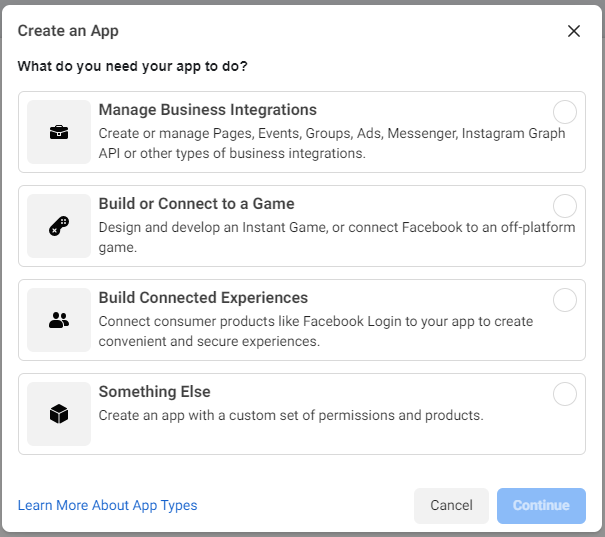 Create an App
What do you need your app to do?
Manage Business Integrations
Create or manage Pages, Events, Groups, Ads, Messenger, Instagram Graph
API or other types of business integrations.
Build or Connect to a Game
Design and develop an Instant Game, or connect Facebook to an off-platform
game.
Build Connected Experiences
Connect consumer products like Facebook Login to your app to create
convenient and secure experiences.
Something Else
Create an app with a custom set of permissions and products.
Learn More About App Types
Cancel
Continue